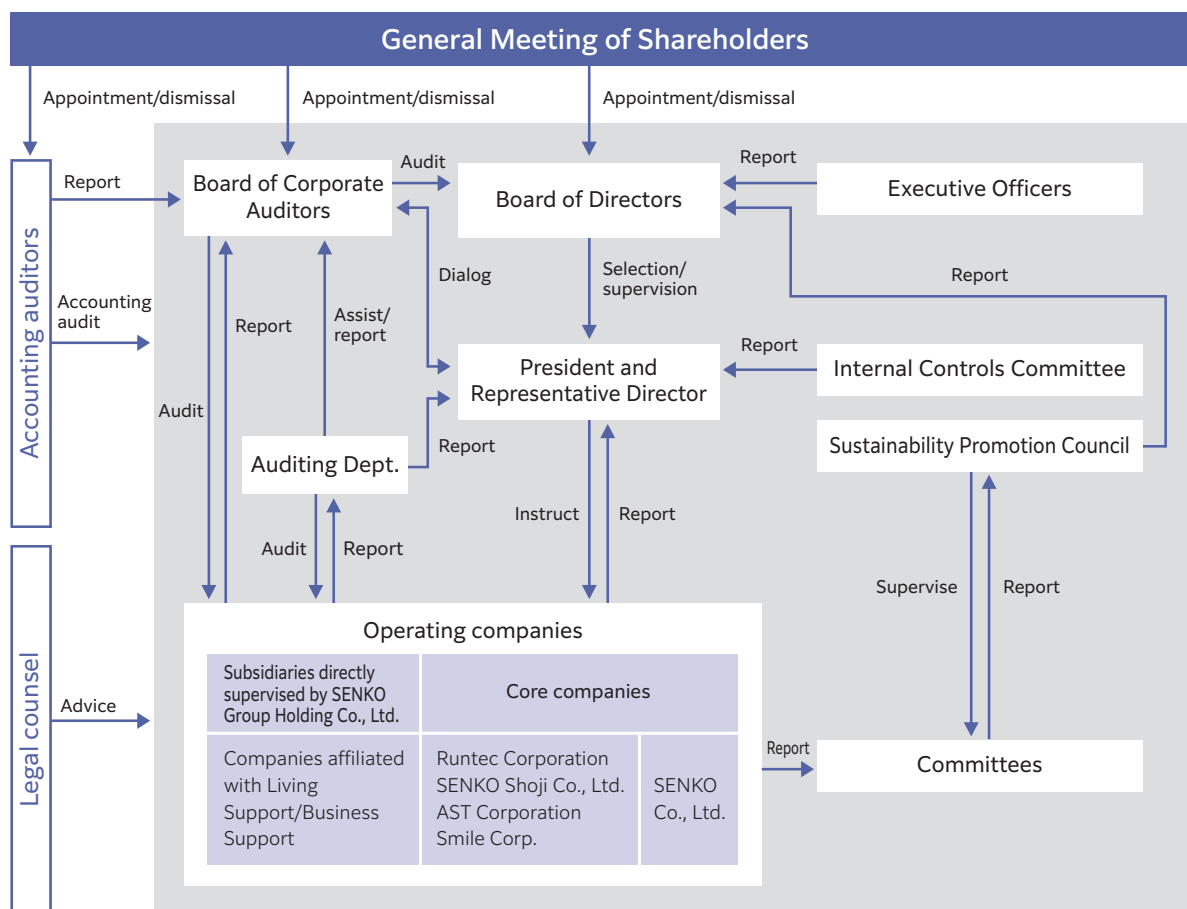 General Meeting of Shareholders
Appointment/dismissal
Appointment/dismissal
Appointment/dismissal
Accounting auditors
Report
Board of Corporate
Auditors
Audit
Board of Directors
Report
Executive Officers
Accounting
audit
Report
Assist/
report
Dialog
Selection/
supervision
Report
President and
Representative Director
Report
Internal Controls Committee
Audit
Auditing Dept.
Report
Sustainability Promotion Council
Audit
Report
Instruct
Report
Supervise
Report
Legal counsel
Advice
Operating companies
Subsidiaries directly
supervised by SENKO
Group Holding Co., Ltd.
Core companies
Companies affiliated
with Living
Support/Business
Support
Runtec Corporation
SENKO Shoji Co., Ltd.
AST Corporation
Smile Corp.
SENKO
Co., Ltd.
Report
Committees